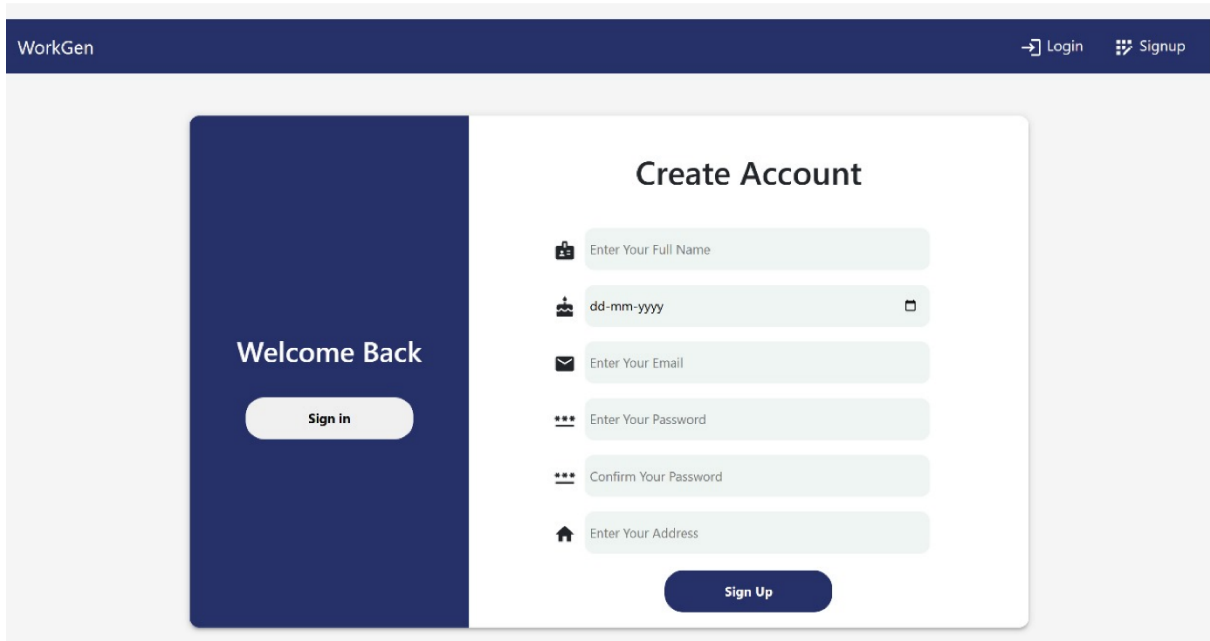 WorkGen
Login
Signup
Welcome Back
Sign in
Create Account
Enter Your Full Name
dd-mm-yyyy
Enter Your Email
Enter Your Password
Confirm Your Password
Enter Your Address
Sign Up